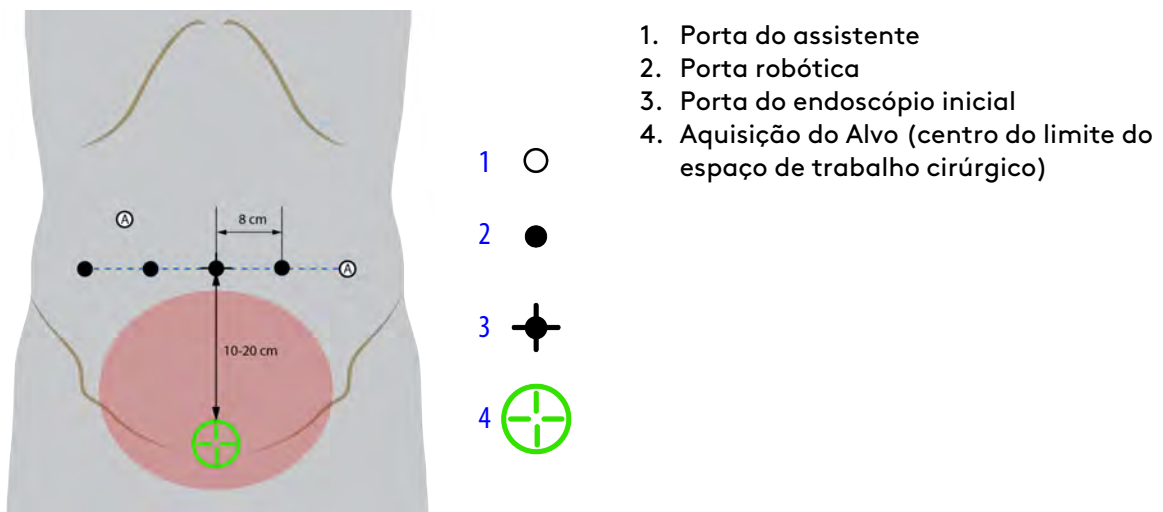 1. Porta do assistente
2. Porta robótica
3. Porta do endoscópio inicial
4. Aquisição do Alvo (centro do limite do
espaço de trabalho cirúrgico)
A
8 cm
A
10-20 cm
1
2
3
4